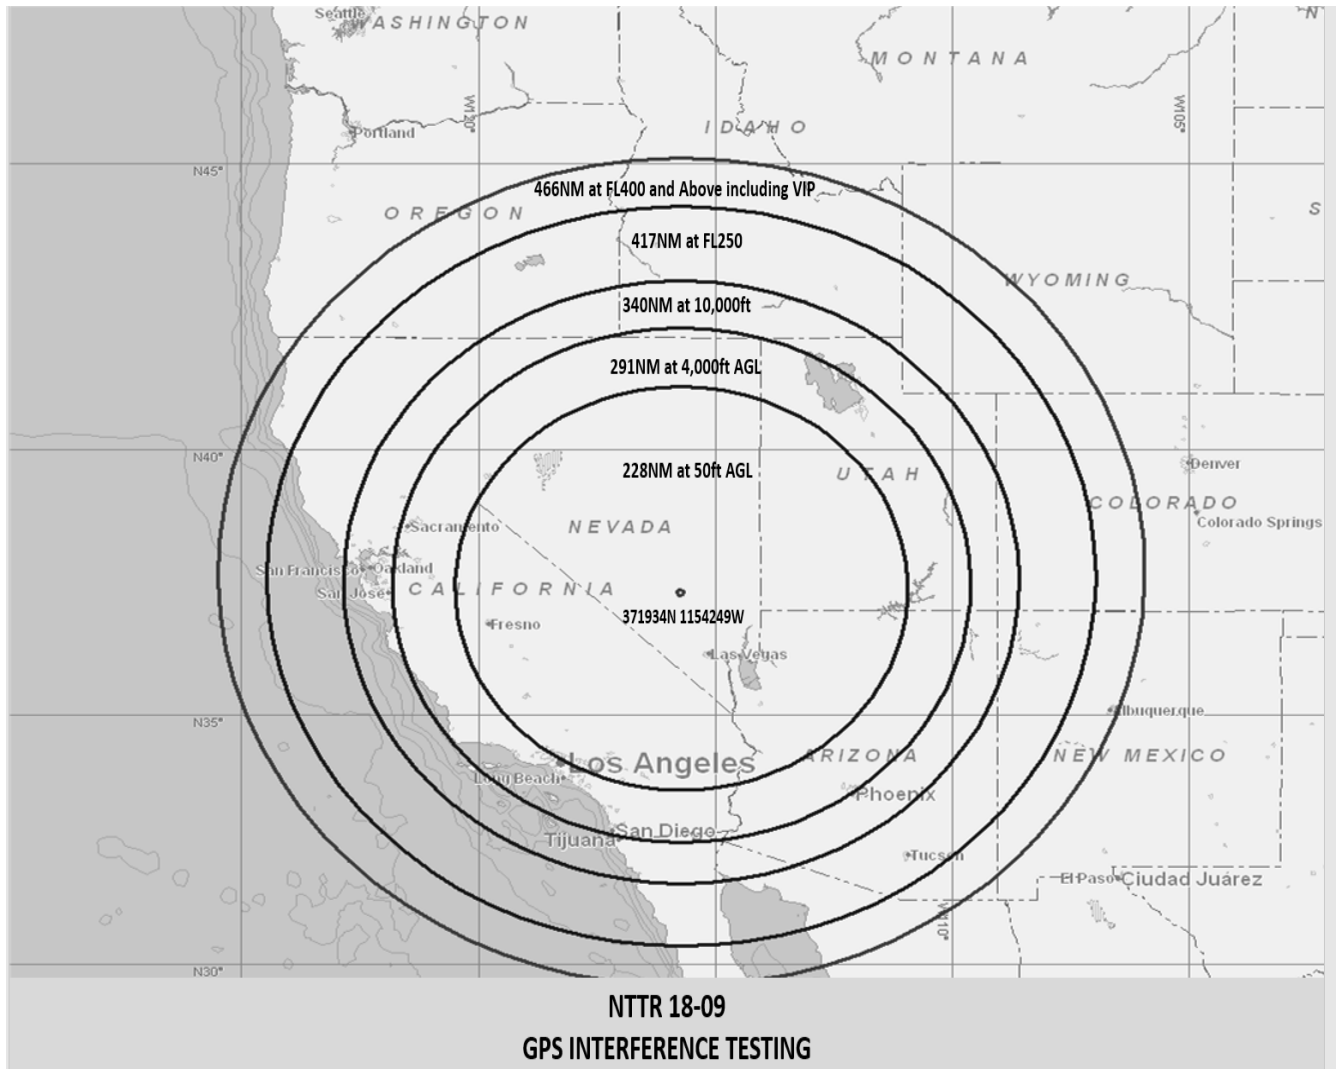 Seattle
WASHINGTON
N
MONTANA
W120°
W105°
IDAHO
Portland
N45°
466NM at FL400 and Above including VIP
OREGON
S
417NM at FL250
WYOMING
340NM at 10,000ft
291NM at 4,000ft AGL
N40°
228NM at 50ft AGL
UTAH
Denver
COLORADO
Colorado Springs
Sacramento
NEVADA
San Francisco
Oakland
San Jose
CALIFORNIA
371934N 1154249W
Fresno
Las Vegas
Albuquerque
N35°
ARIZONA
NEW MEXICO
Los Angeles
Long Beach
Phoenix
San Diego
Tijuana
Tucson
El Paso
Ciudad Juárez
W110°
N30°
NTTR 18-09
GPS INTERFERENCE TESTING